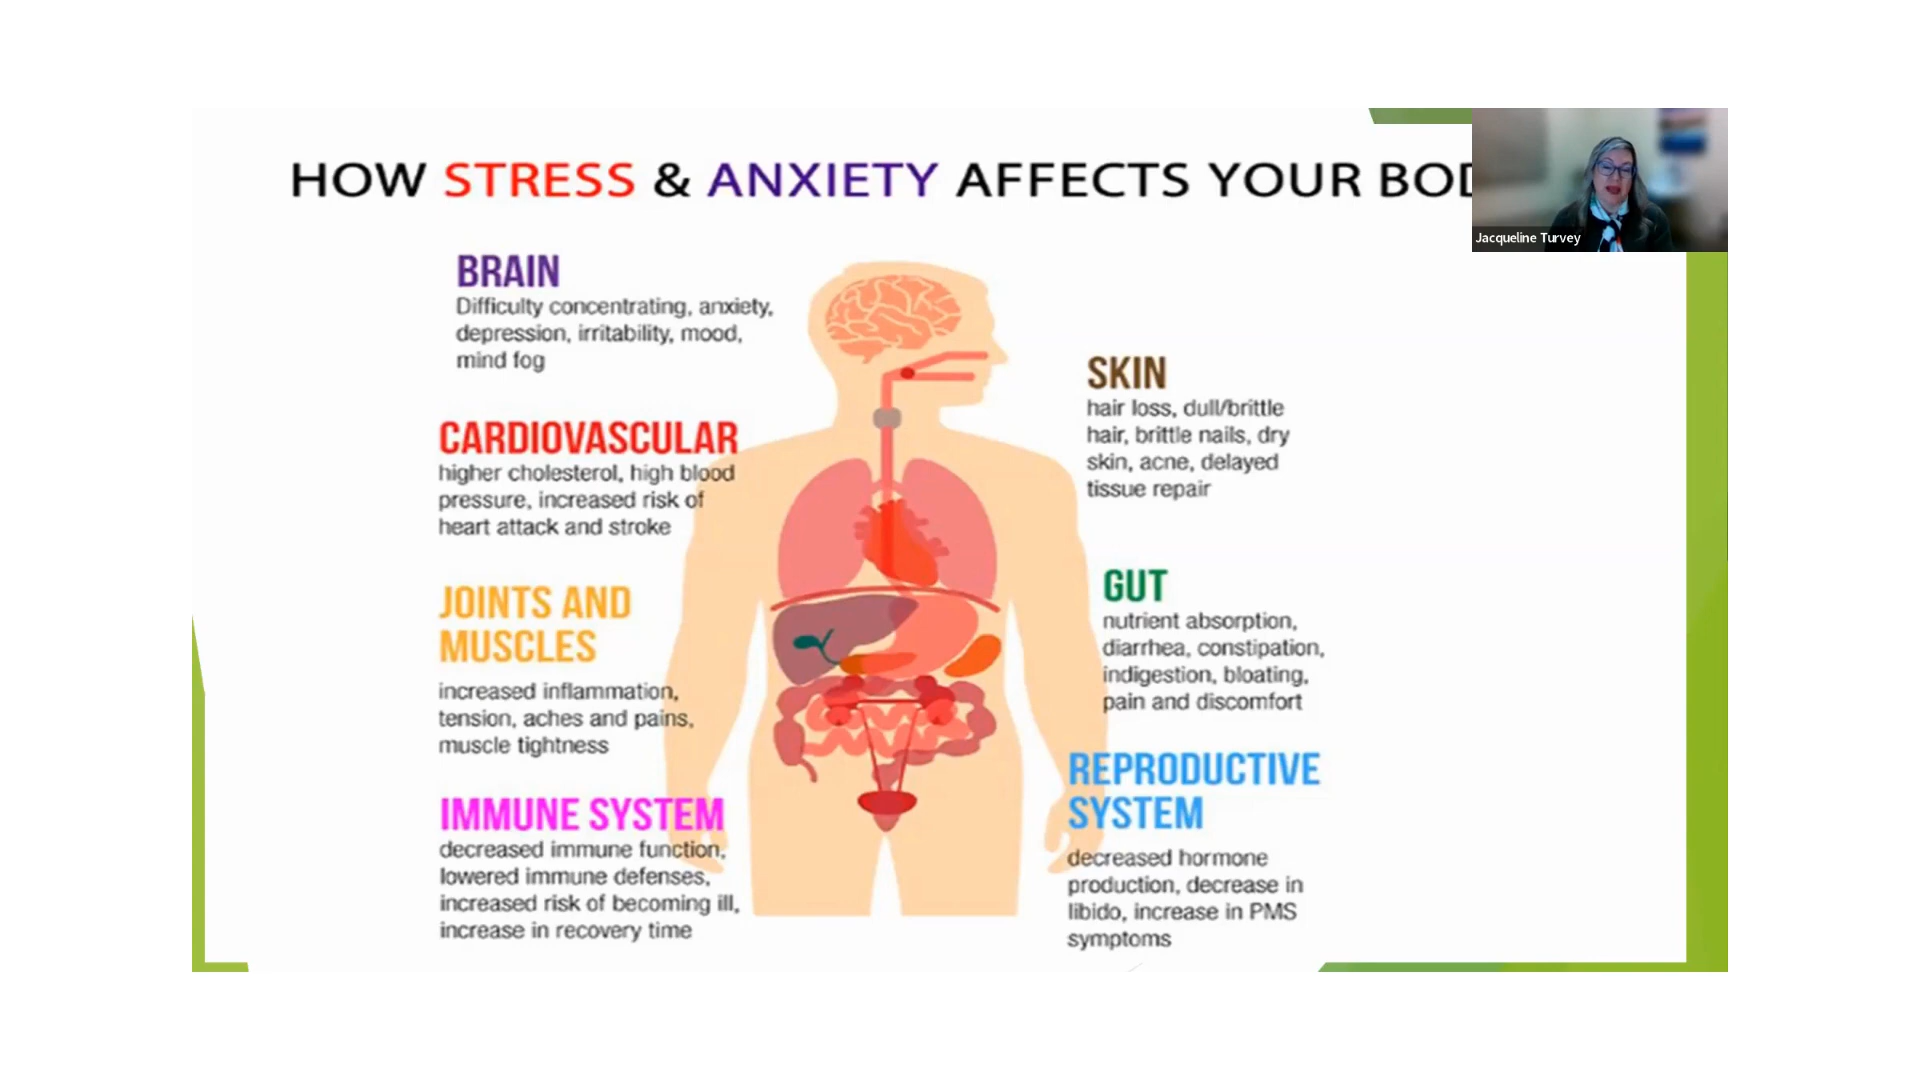 HOW STRESS & ANXIETY AFFECTS YOUR BOD
Jacqueline Turvey
BRAIN
Difficulty concentrating, anxiety,
depression, irritability, mood,
mind fog
CARDIOVASCULAR
higher cholesterol, high blood
pressure, increased risk of
heart attack and stroke
JOINTS AND
MUSCLES
increased inflammation,
tension, aches and pains,
muscle tightness
IMMUNE SYSTEM
decreased immune function,
lowered immune defenses,
increased risk of becoming ill,
increase in recovery time
SKIN
hair loss, dull/brittle
hair, brittle nails, dry
skin, acne, delayed
tissue repair
GUT
nutrient absorption,
diarrhea, constipation,
indigestion, bloating,
pain and discomfort
REPRODUCTIVE
SYSTEM
decreased hormone
production, decrease in
libido, increase in PMS
symptoms